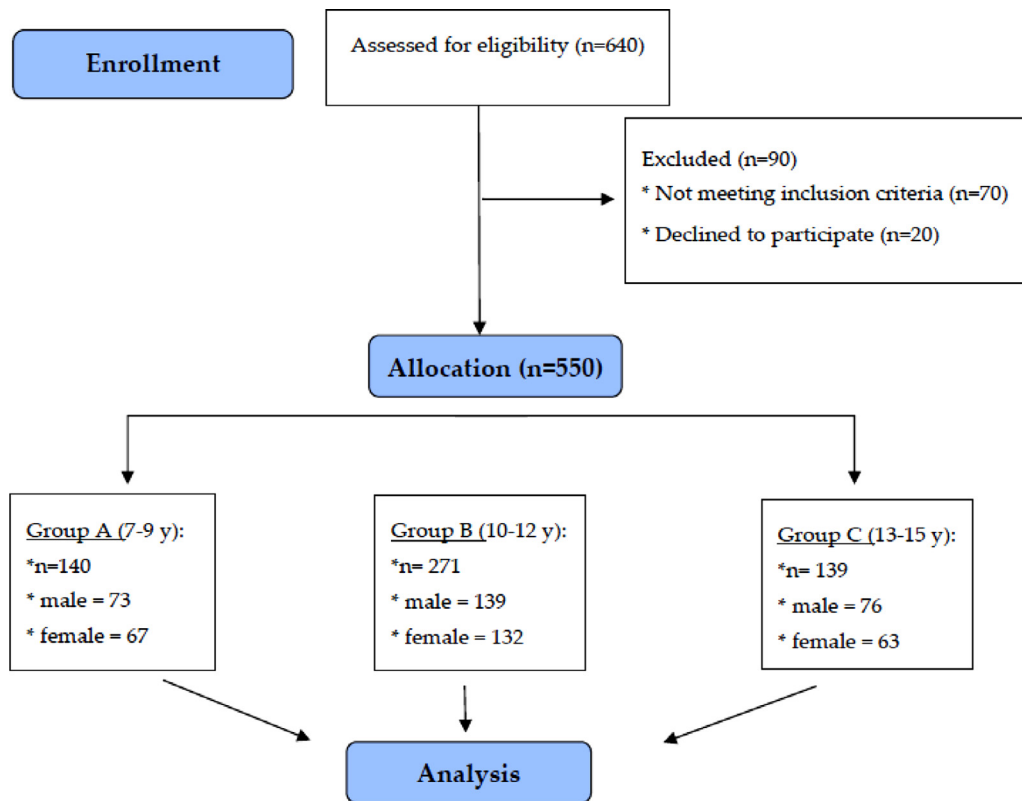 Enrollment
Assessed for eligibility (n=640)
Excluded (n=90)
* Not meeting inclusion criteria (n=70)
* Declined to participate (n=20)
Allocation (n=550)
Group A (7-9 y):
*n=140
* male = 73
* female = 67
Group B (10-12 y):
*n= 271
* male = 139
* female = 132
Group C (13-15 y):
*n= 139
* male = 76
* female = 63
Analysis